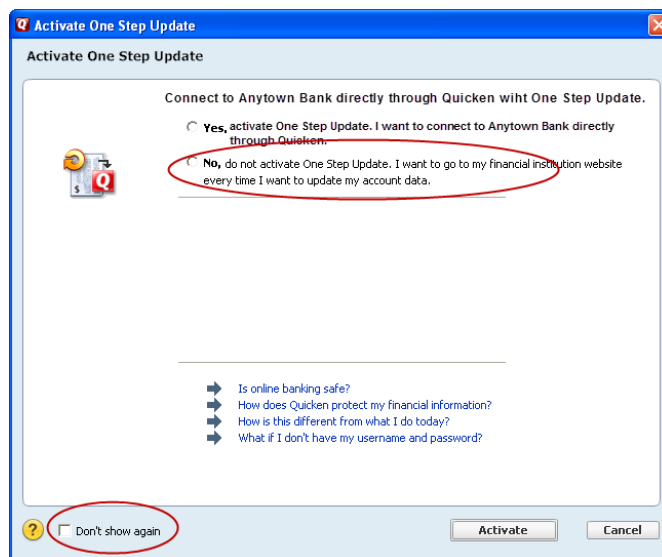 Activate One Step Update
Activate One Step Update
Connect to Anytown Bank directly through Quicken wiht One Step Update.
Yes, activate One Step Update. I want to connect to Anytown Bank directly
through Quicken.
No, do not activate One Step Update. I want to go to my financial institution website
every time I want to update my account data.
Is online banking safe?
How does Quicken protect my financial information?
How is this different from what I do today?
What if I don't have my username and password?
? Don't show again Activate Cancel